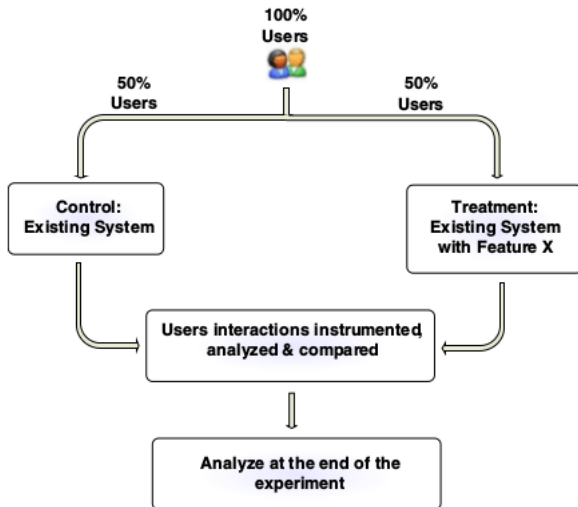 100%
Users
50%
Users
50%
Users
Control:
Existing System
Treatment:
Existing System
with Feature X
Users interactions instrumented,
analyzed & compared
Analyze at the end of the
experiment